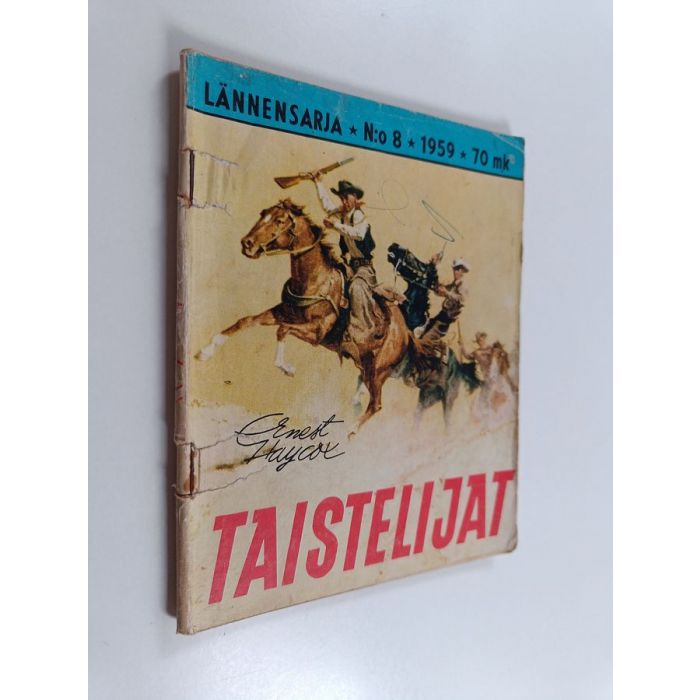 LÄNNENSARJA ★ N:o 8 ★ 1959 ★ 70 mk
Ernest
Haycox
TAISTELIJAT